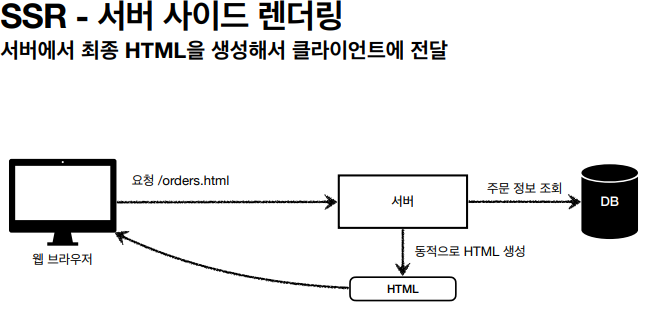 SSR - 서버 사이드 렌더링
서버에서 최종 HTML을 생성해서 클라이언트에 전달
요청 /orders.html
서버
주문 정보 조회
DB
웹 브라우저
동적으로 HTML 생성
HTML